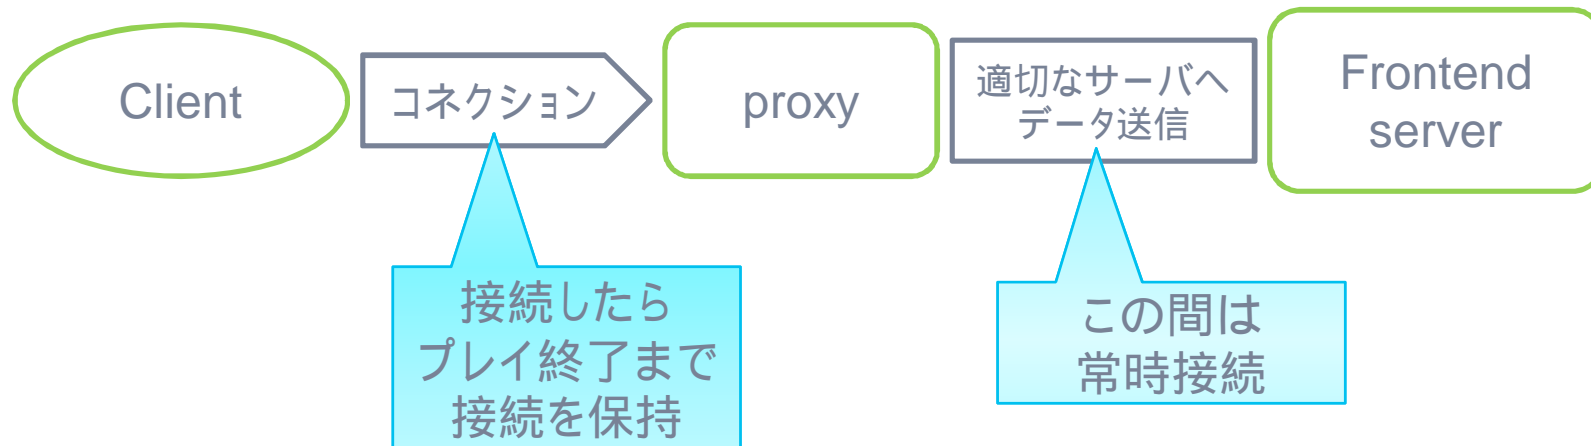 Client
コネクション
proxy
適切なサーバへ
データ送信
Frontend
server
接続したら
プレイ終了まで
接続を保持
この間は
常時接続